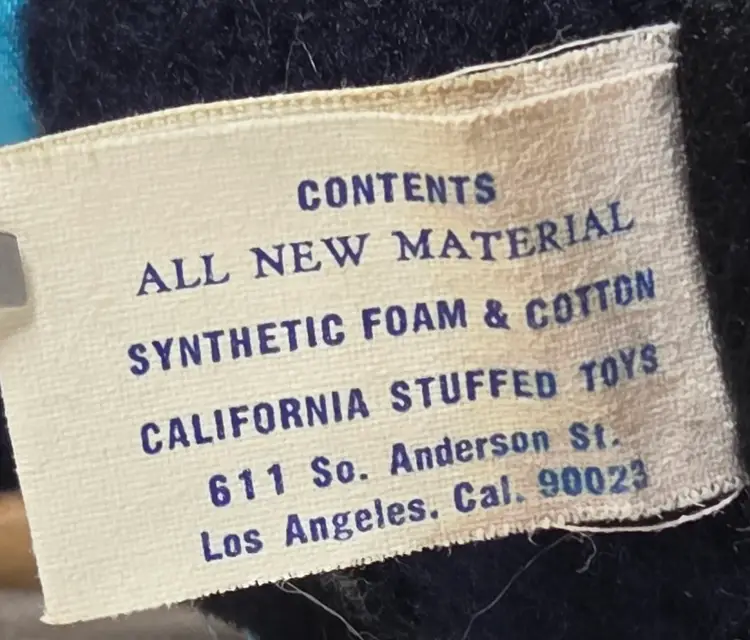 CONTENTS
ALL NEW MATERIAL
SYNTHETIC FOAM & COTTON
CALIFORNIA STUFFED TOYS
611 So. Anderson St.
Los Angeles. Cal. 90023